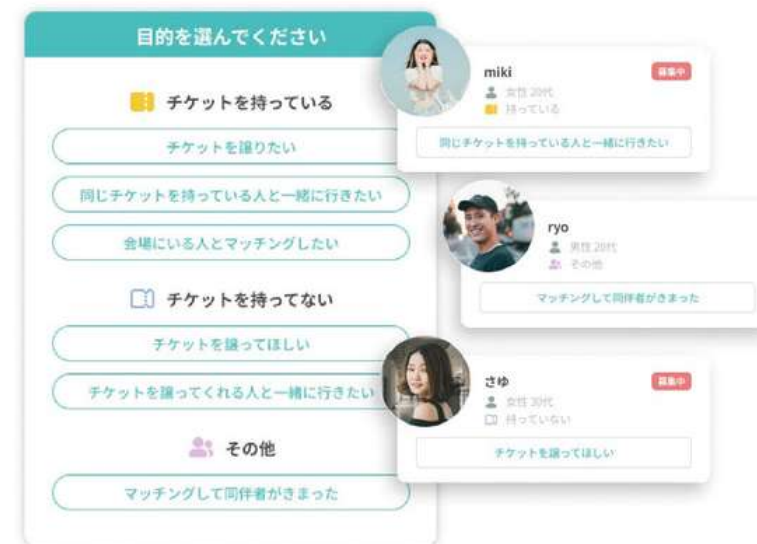 目的を選んでください
チケットを持っている
チケットを譲りたい
同じチケットを持っている人と一緒に行きたい
会場にいる人とマッチングしたい
チケットを持ってない
チケットを譲ってほしい
チケットを譲ってくれる人と一緒に行きたい
その他
マッチングして同伴者がきまった
miki
募集中
女性 20代
持っている
同じチケットを持っている人と一緒に行きたい
ryo
男性 20代
その他
マッチングして同伴者がきまった
さゆ
募集中
女性 30代
持っていない
チケットを譲ってほしい